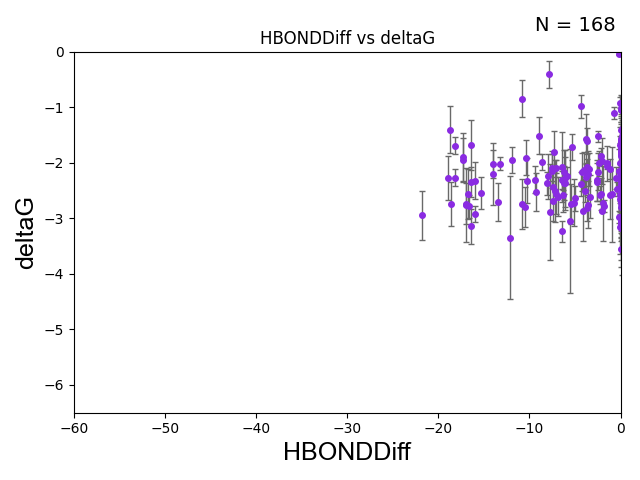 N = 168
HBONDDiff vs deltaG
0
−1
−2
−3
−4
−5
−6
deltaG
−60 −50 −40 −30 −20 −10 0
HBONDDiff